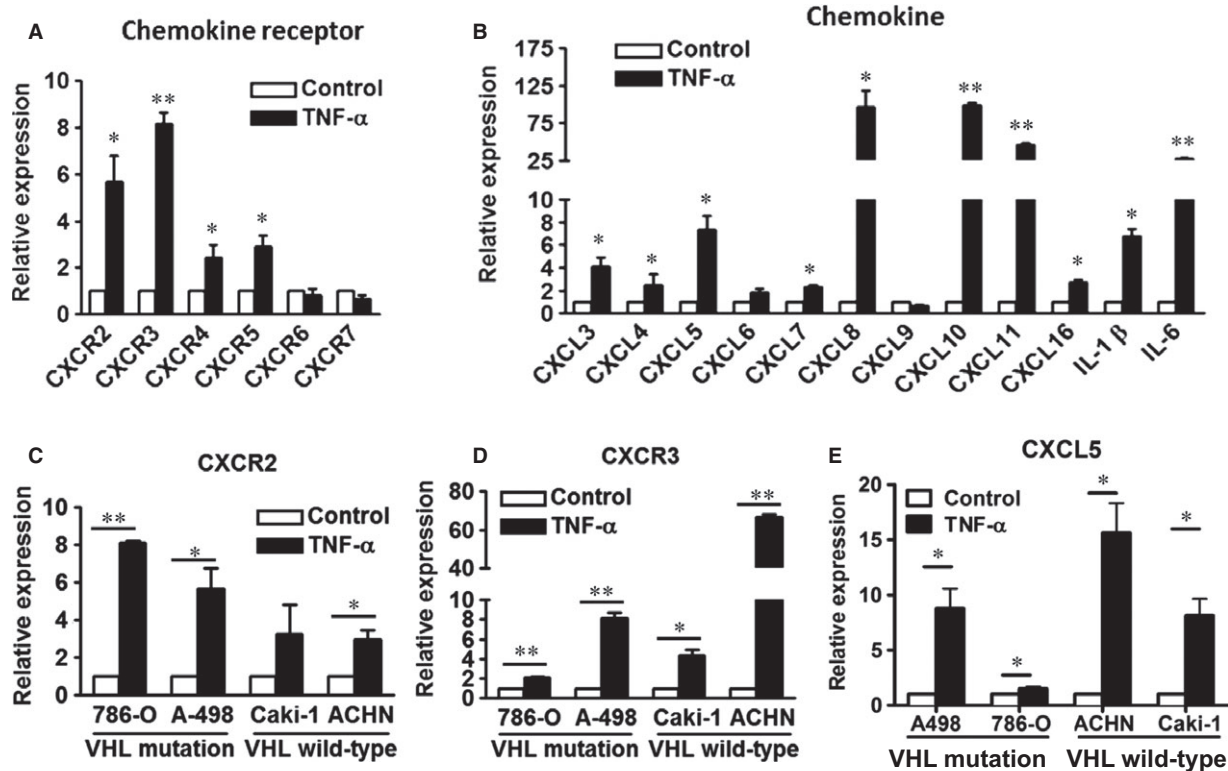 A
Chemokine receptor
Relative expression
10
8
6
4
2
0
Control
TNF-α
*
**
*
*
CXCR2
CXCR3
CXCR4
CXCR5
CXCR6
CXCR7
B
Chemokine
Relative expression
175
125
75
25
10
8
6
4
2
0
Control
TNF-α
*
*
*
*
*
**
**
*
*
**
CXCL3
CXCL4
CXCL5
CXCL6
CXCL7
CXCL8
CXCL9
CXCL10
CXCL11
CXCL16
IL-1 β
IL-6
C
CXCR2
Relative expression
10
8
6
4
2
0
Control
TNF-α
**
*
*
786-O A-498 Caki-1 ACHN
VHL mutation VHL wild-type
D
CXCR3
Relative expression
80
60
40
10
8
6
4
2
0
Control
TNF-α
**
**
*
**
786-O A-498 Caki-1 ACHN
VHL mutation VHL wild-type
E
CXCL5
Relative expression
20
15
10
5
0
Control
TNF-α
*
*
*
*
A498 786-O ACHN Caki-1
VHL mutation VHL wild-type